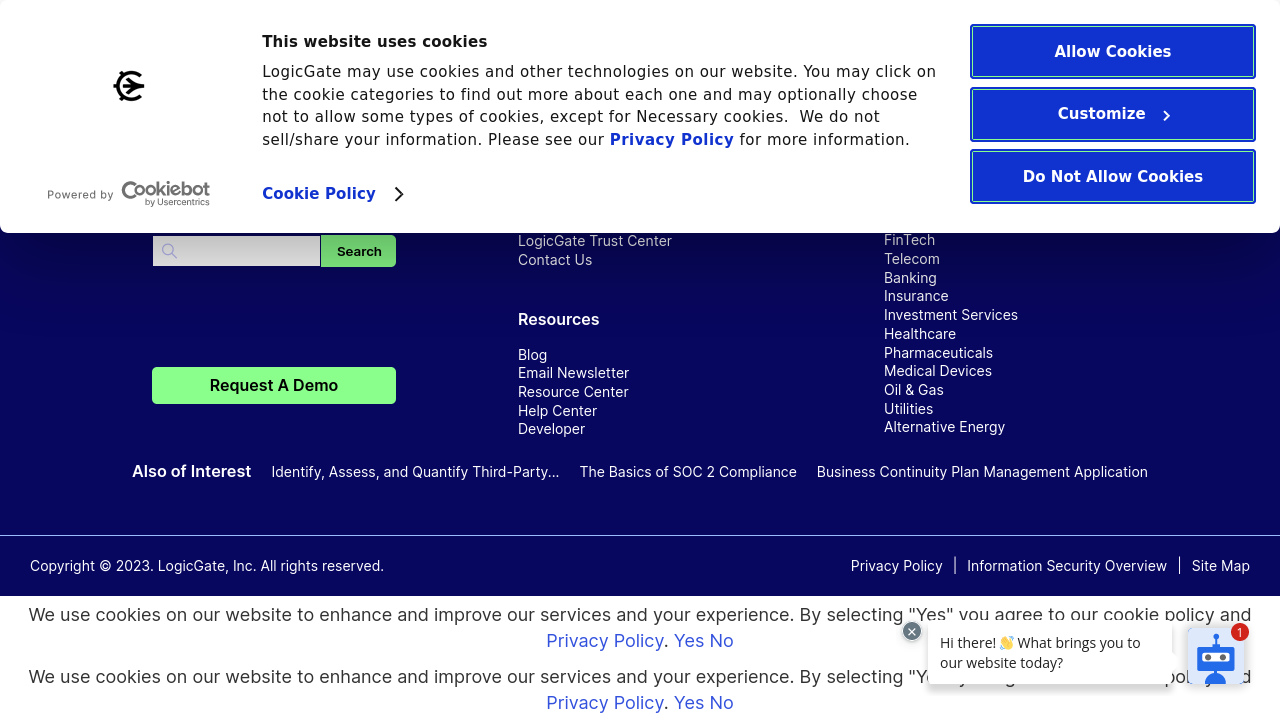 This website uses cookies
LogicGate may use cookies and other technologies on our website. You may click on
the cookie categories to find out more about each one and may optionally choose
not to allow some types of cookies, except for Necessary cookies.  We do not
sell/share your information. Please see our Privacy Policy for more information.
Powered by Cookiebot
by Usercentrics
Cookie Policy
Allow Cookies
Customize
Do Not Allow Cookies
Search
Request A Demo
LogicGate Trust Center
Contact Us
Resources
Blog
Email Newsletter
Resource Center
Help Center
Developer
FinTech
Telecom
Banking
Insurance
Investment Services
Healthcare
Pharmaceuticals
Medical Devices
Oil & Gas
Utilities
Alternative Energy
Also of Interest Identify, Assess, and Quantify Third-Party... The Basics of SOC 2 Compliance Business Continuity Plan Management Application
Copyright © 2023. LogicGate, Inc. All rights reserved.
Privacy Policy | Information Security Overview | Site Map
We use cookies on our website to enhance and improve our services and your experience. By selecting "Yes" you agree to our cookie policy and
Privacy Policy. Yes No
We use cookies on our website to enhance and improve our services and your experience. By selecting
Privacy Policy. Yes No
Hi there! 👋 What brings you to
our website today?
1